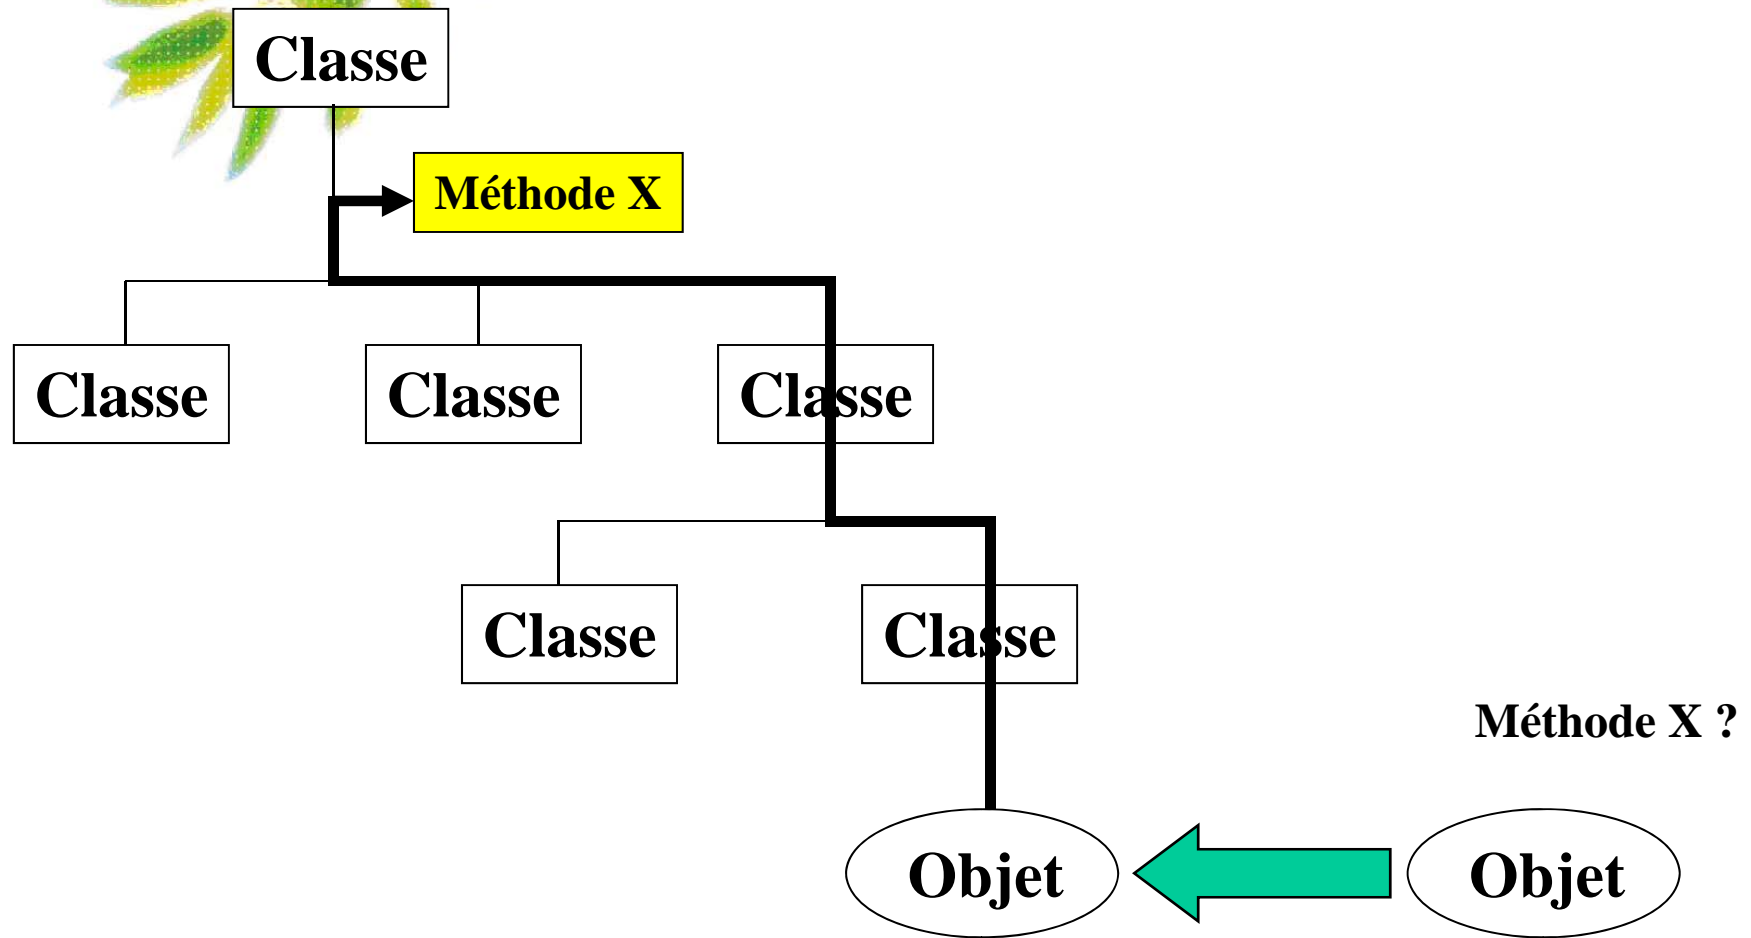 Classe
Méthode X
Classe
Classe
Classe
Classe
Classe
Méthode X ?
Objet
Objet